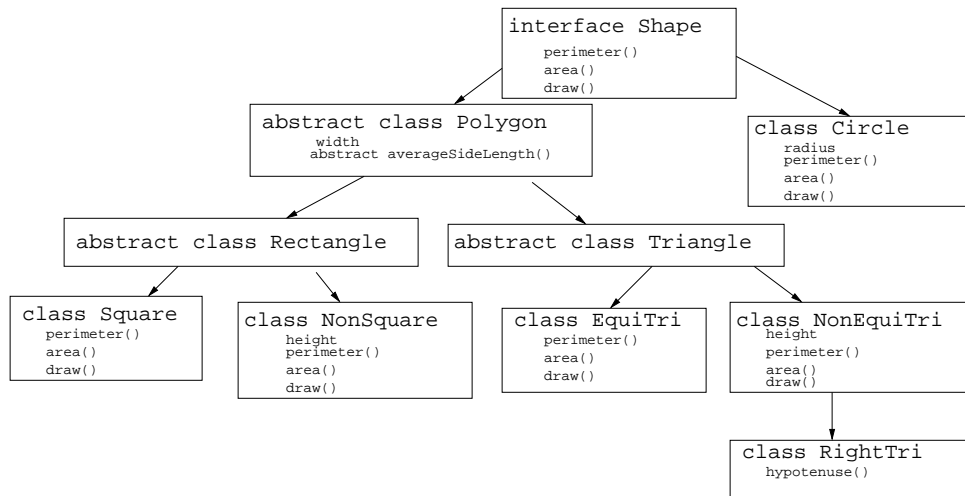 interface Shape
perimeter()
area()
draw()
abstract class Polygon
width
abstract averageSideLength()
class Circle
radius
perimeter()
area()
draw()
abstract class Rectangle
abstract class Triangle
class Square
perimeter()
area()
draw()
class NonSquare
height
perimeter()
area()
draw()
class EquiTri
perimeter()
area()
draw()
class NonEquiTri
height
perimeter()
area()
draw()
class RightTri
hypotenuse()